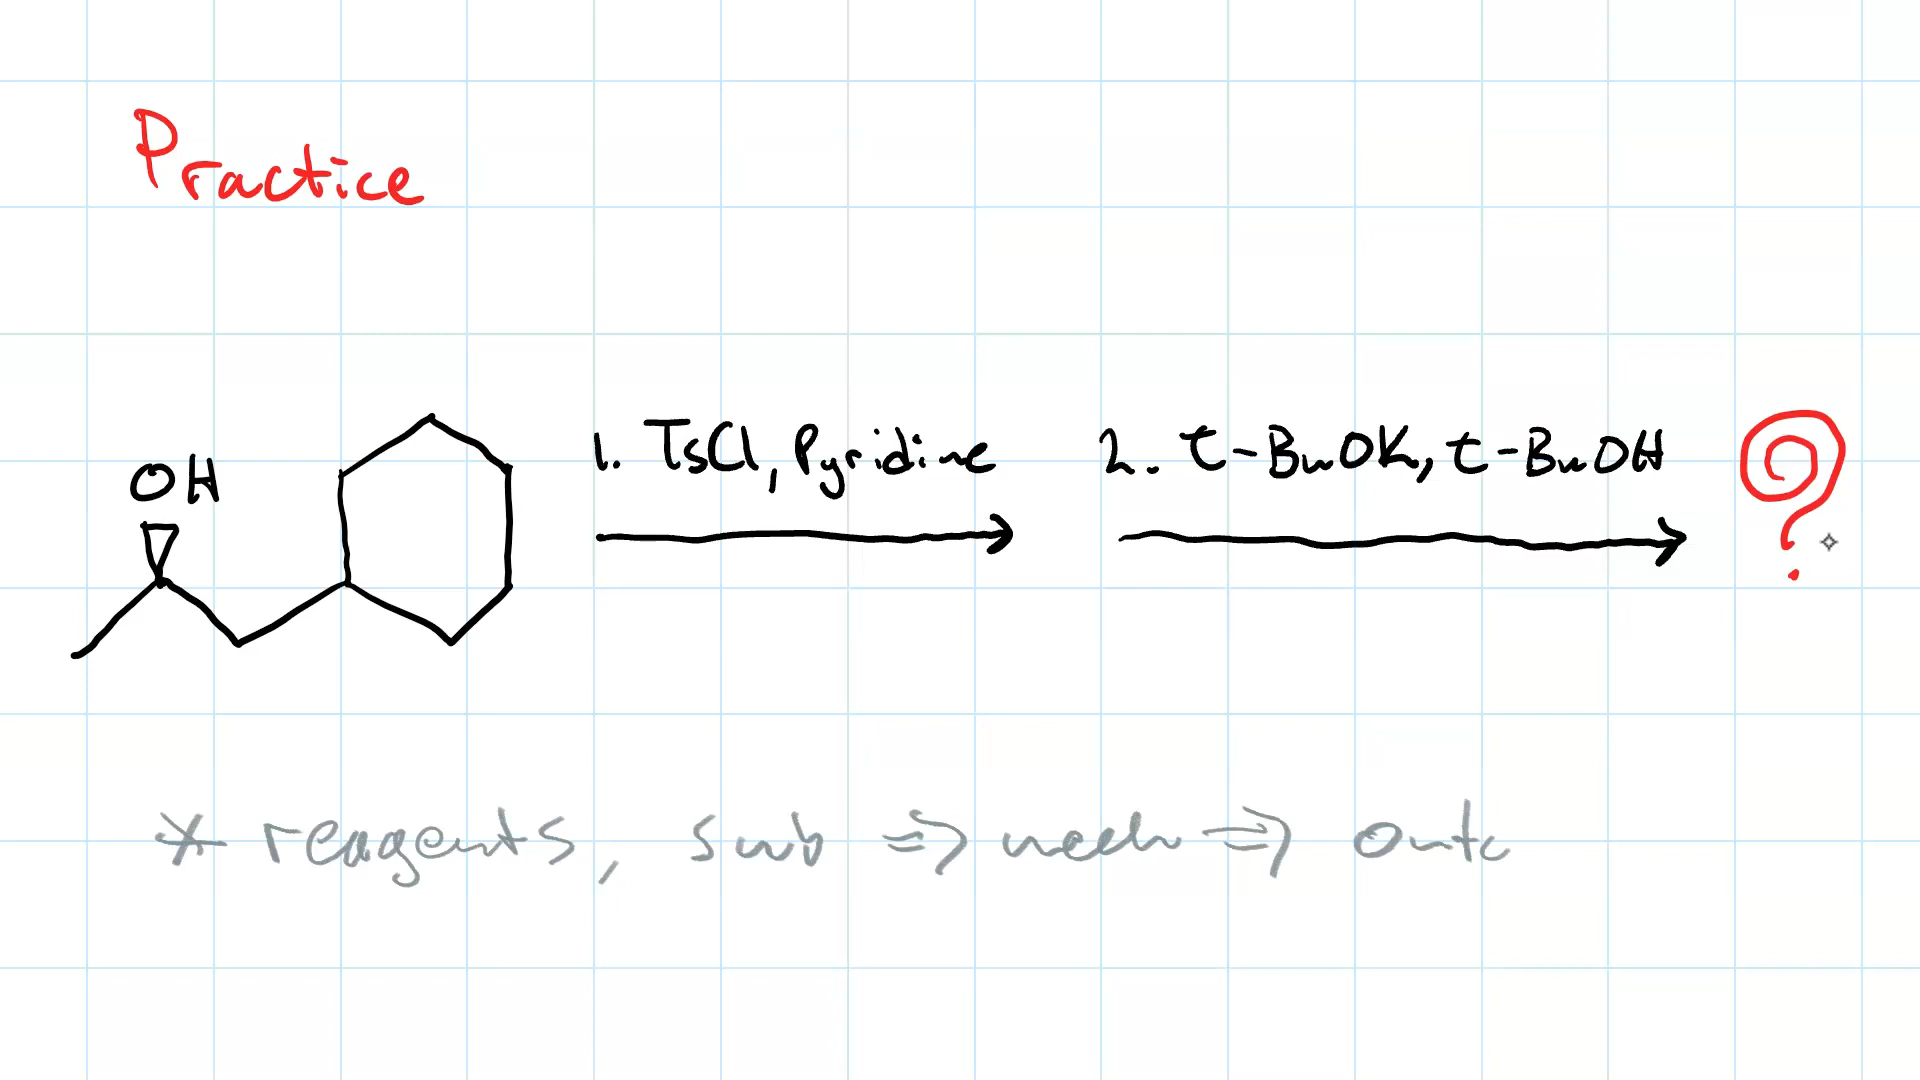 Practice
OH
1. TsCl, Pyridine
2. t-BuOK, t-BuOH
?
* reagents, sub => mech => outc